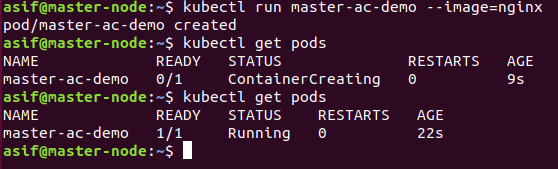 asif@master-node:~$ kubectl run master-ac-demo --image=nginx
pod/master-ac-demo created
asif@master-node:~$ kubectl get pods
NAME READY STATUS RESTARTS AGE
master-ac-demo 0/1 ContainerCreating 0 9s
asif@master-node:~$ kubectl get pods
NAME READY STATUS RESTARTS AGE
master-ac-demo 1/1 Running 0 22s
asif@master-node:~$